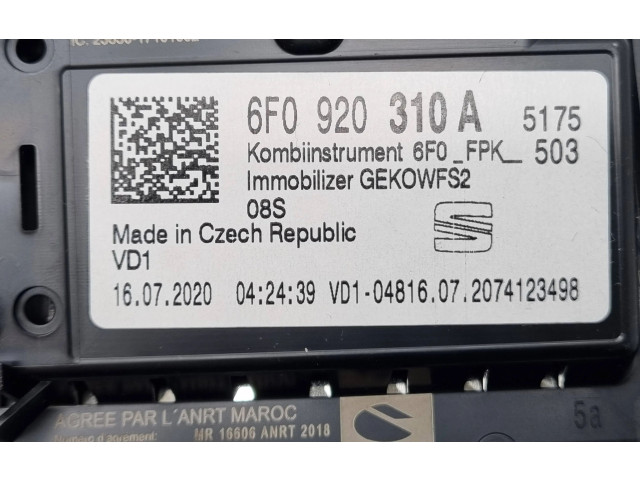 6F0 920 310 A 5175
Kombiinstrument 6F0_FPK_ 503
Immobilizer GEKOWFS2
08S
Made in Czech Republic
VD1
16.07.2020 04:24:39 VD1-04816.07.2074123498
AGREE PAR L'ANRT MAROC
d'agrément: MR 16606 ANRT 2018
5a